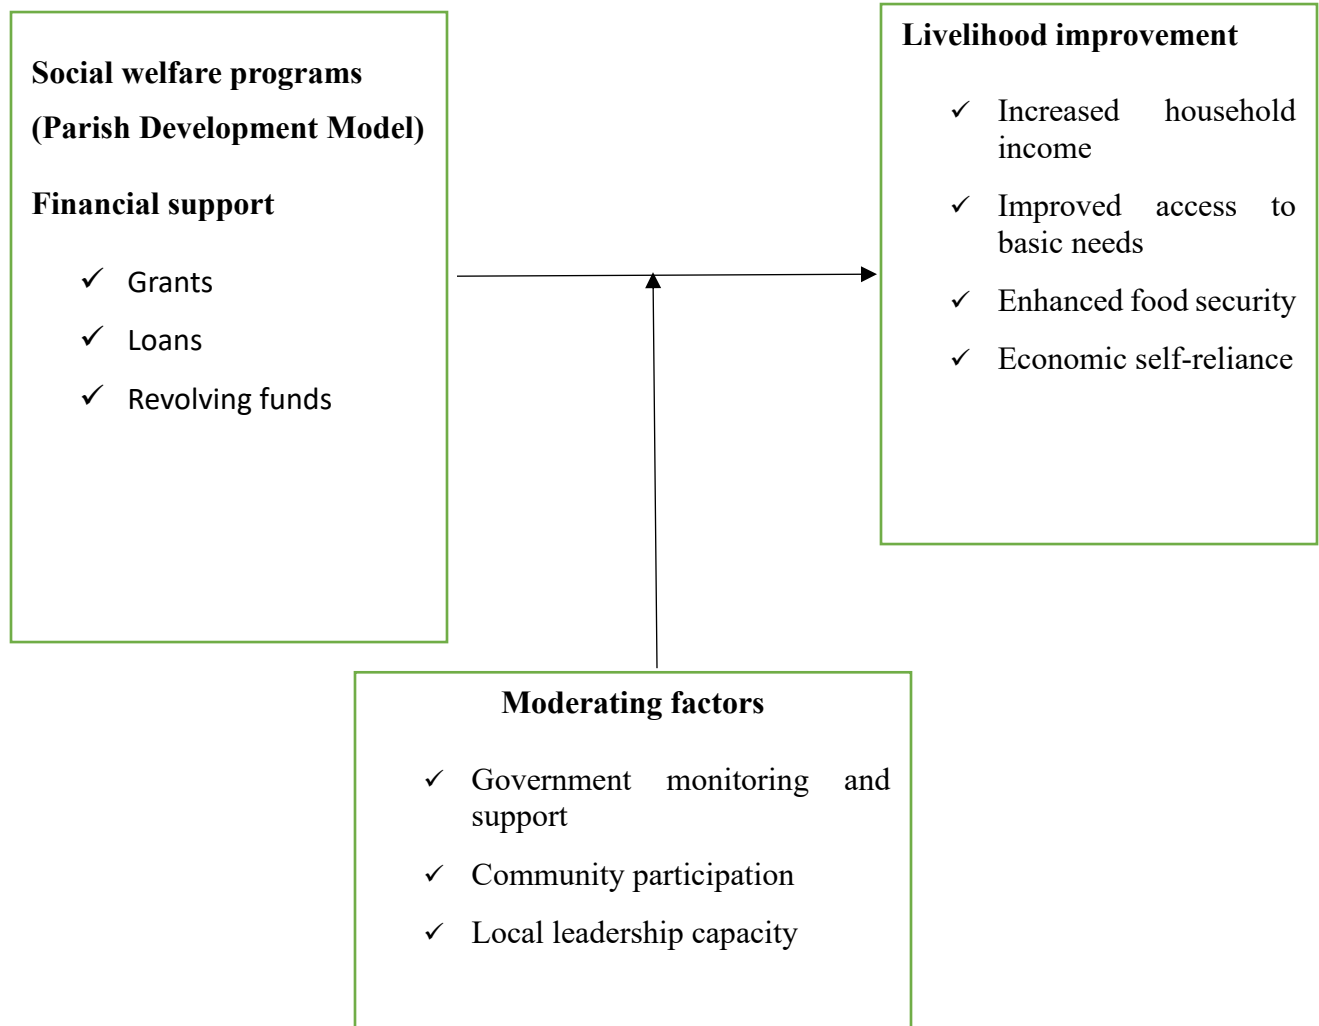 Social welfare programs
(Parish Development Model)
Financial support
✓ Grants
✓ Loans
✓ Revolving funds
Livelihood improvement
✓ Increased household
income
✓ Improved access to
basic needs
✓ Enhanced food security
✓ Economic self-reliance
Moderating factors
✓ Government monitoring and
support
✓ Community participation
✓ Local leadership capacity